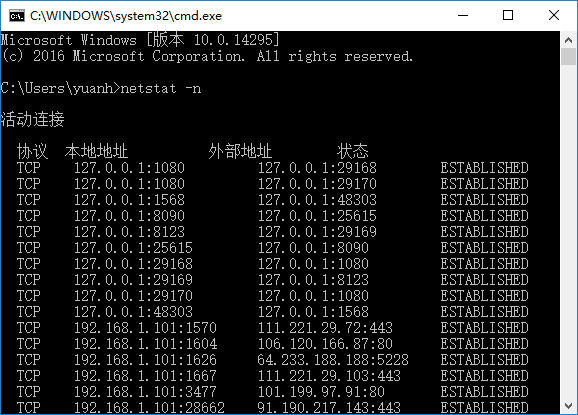 C:\WINDOWS\system32\cmd.exe
Microsoft Windows [版本 10.0.14295]
(c) 2016 Microsoft Corporation. All rights reserved.
C:\Users\yuanh>netstat -n
活动连接
协议 本地地址 外部地址 状态
TCP 127.0.0.1:1080 127.0.0.1:29168 ESTABLISHED
TCP 127.0.0.1:1080 127.0.0.1:29170 ESTABLISHED
TCP 127.0.0.1:1568 127.0.0.1:48303 ESTABLISHED
TCP 127.0.0.1:8090 127.0.0.1:25615 ESTABLISHED
TCP 127.0.0.1:8123 127.0.0.1:29169 ESTABLISHED
TCP 127.0.0.1:25615 127.0.0.1:8090 ESTABLISHED
TCP 127.0.0.1:29168 127.0.0.1:1080 ESTABLISHED
TCP 127.0.0.1:29169 127.0.0.1:8123 ESTABLISHED
TCP 127.0.0.1:29170 127.0.0.1:1080 ESTABLISHED
TCP 127.0.0.1:48303 127.0.0.1:1568 ESTABLISHED
TCP 192.168.1.101:1570 111.221.29.72:443 ESTABLISHED
TCP 192.168.1.101:1604 106.120.166.87:80 ESTABLISHED
TCP 192.168.1.101:1626 64.233.188.188:5228 ESTABLISHED
TCP 192.168.1.101:1667 111.221.29.103:443 ESTABLISHED
TCP 192.168.1.101:3477 101.199.97.91:80 ESTABLISHED
TCP 192.168.1.101:28662 91.190.217.143:443 ESTABLISHED